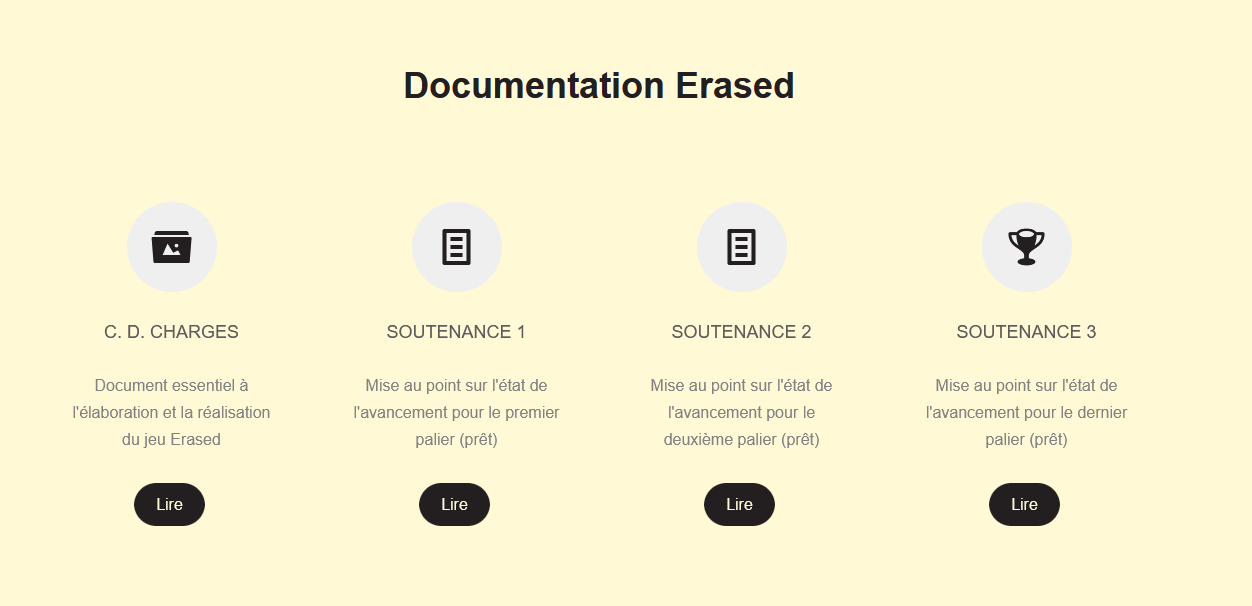 Documentation Erased
C. D. CHARGES
Document essentiel à
l'élaboration et la réalisation
du jeu Erased
Lire
SOUTENANCE 1
Mise au point sur l'état de
l'avancement pour le premier
palier (prêt)
Lire
SOUTENANCE 2
Mise au point sur l'état de
l'avancement pour le
deuxième palier (prêt)
Lire
SOUTENANCE 3
Mise au point sur l'état de
l'avancement pour le dernier
palier (prêt)
Lire